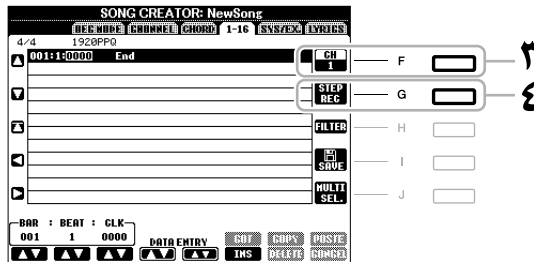 SONG CREATOR: NewSong
REC MODE CHANNEL CHORD 1-16 SYS/EX. LYRICS
4/4 1920PPQ
001:1:0000 End
CH 1
F
٣
STEP REC
G
٤
FILTER
H
SAVE
I
MULTI SEL.
J
BAR : BEAT : CLK
001 1 0000
DATA ENTRY
CUT COPY PASTE
INS DELETE CANCEL